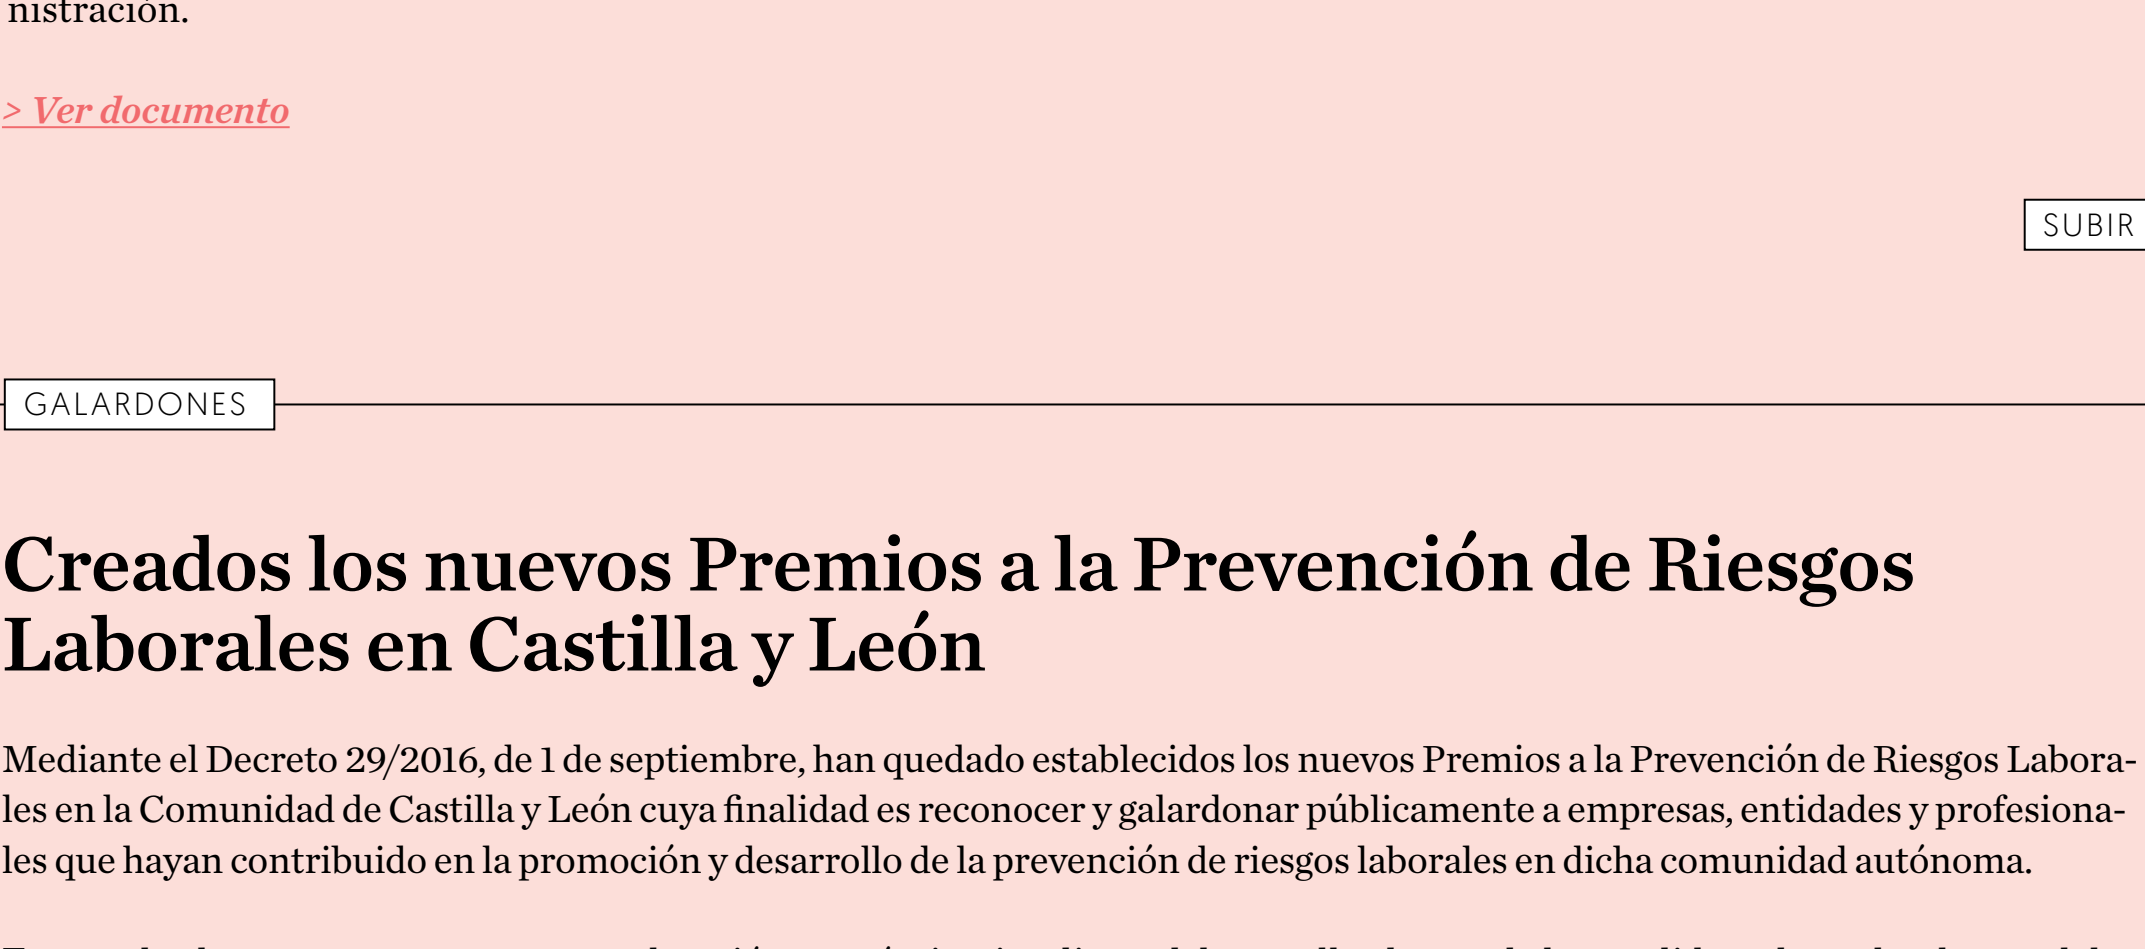 nistración.
> Ver documento
SUBIR
GALARDONES
Creados los nuevos Premios a la Prevención de Riesgos
Laborales en Castilla y León
Mediante el Decreto 29/2016, de 1 de septiembre, han quedado establecidos los nuevos Premios a la Prevención de Riesgos Labora-
les en la Comunidad de Castilla y León cuya finalidad es reconocer y galardonar públicamente a empresas, entidades y profesiona-
les que hayan contribuido en la promoción y desarrollo de la prevención de riesgos laborales en dicha comunidad autónoma.